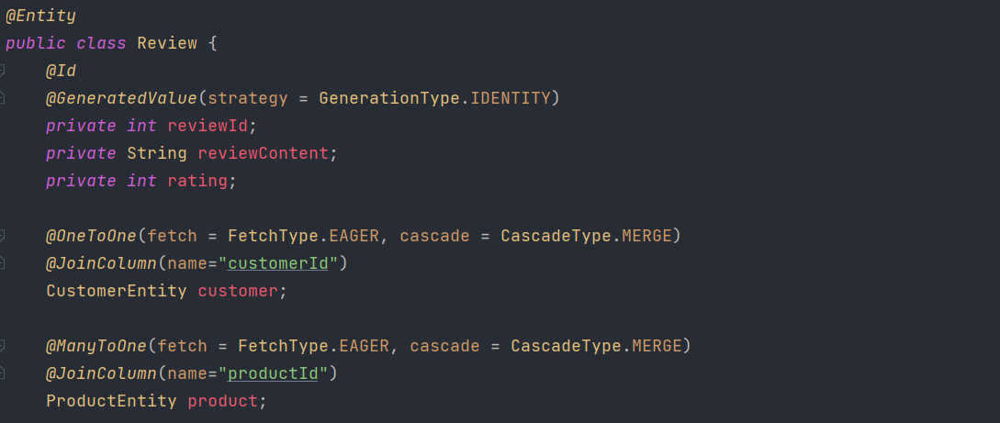 @Entity
public class Review {
@Id
@GeneratedValue(strategy = GenerationType.IDENTITY)
private int reviewId;
private String reviewContent;
private int rating;
@OneToOne(fetch = FetchType.EAGER, cascade = CascadeType.MERGE)
@JoinColumn(name="customerId")
CustomerEntity customer;
@ManyToOne(fetch = FetchType.EAGER, cascade = CascadeType.MERGE)
@JoinColumn(name="productId")
ProductEntity product;